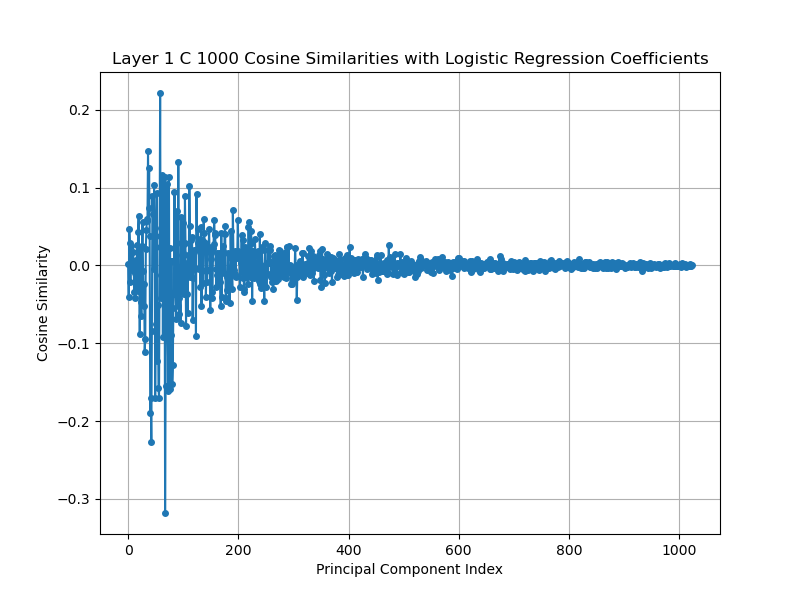 Layer 1 C 1000 Cosine Similarities with Logistic Regression Coefficients
0.2
0.1
0.0
−0.1
−0.2
−0.3
Cosine Similarity
0 200 400 600 800 1000
Principal Component Index